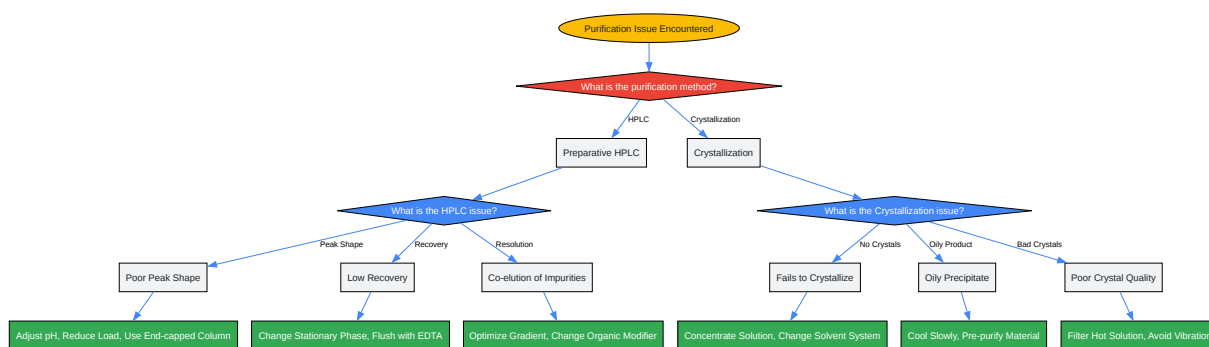 Purification Issue Encountered
What is the purification method?
HPLC
Crystallization
Preparative HPLC
Crystallization
What is the HPLC issue?
What is the Crystallization issue?
Peak Shape
Recovery
Resolution
No Crystals
Oily Product
Bad Crystals
Poor Peak Shape
Low Recovery
Co-elution of Impurities
Fails to Crystallize
Oily Precipitate
Poor Crystal Quality
Adjust pH, Reduce Load, Use End-capped Column
Change Stationary Phase, Flush with EDTA
Optimize Gradient, Change Organic Modifier
Concentrate Solution, Change Solvent System
Cool Slowly, Pre-purify Material
Filter Hot Solution, Avoid Vibration